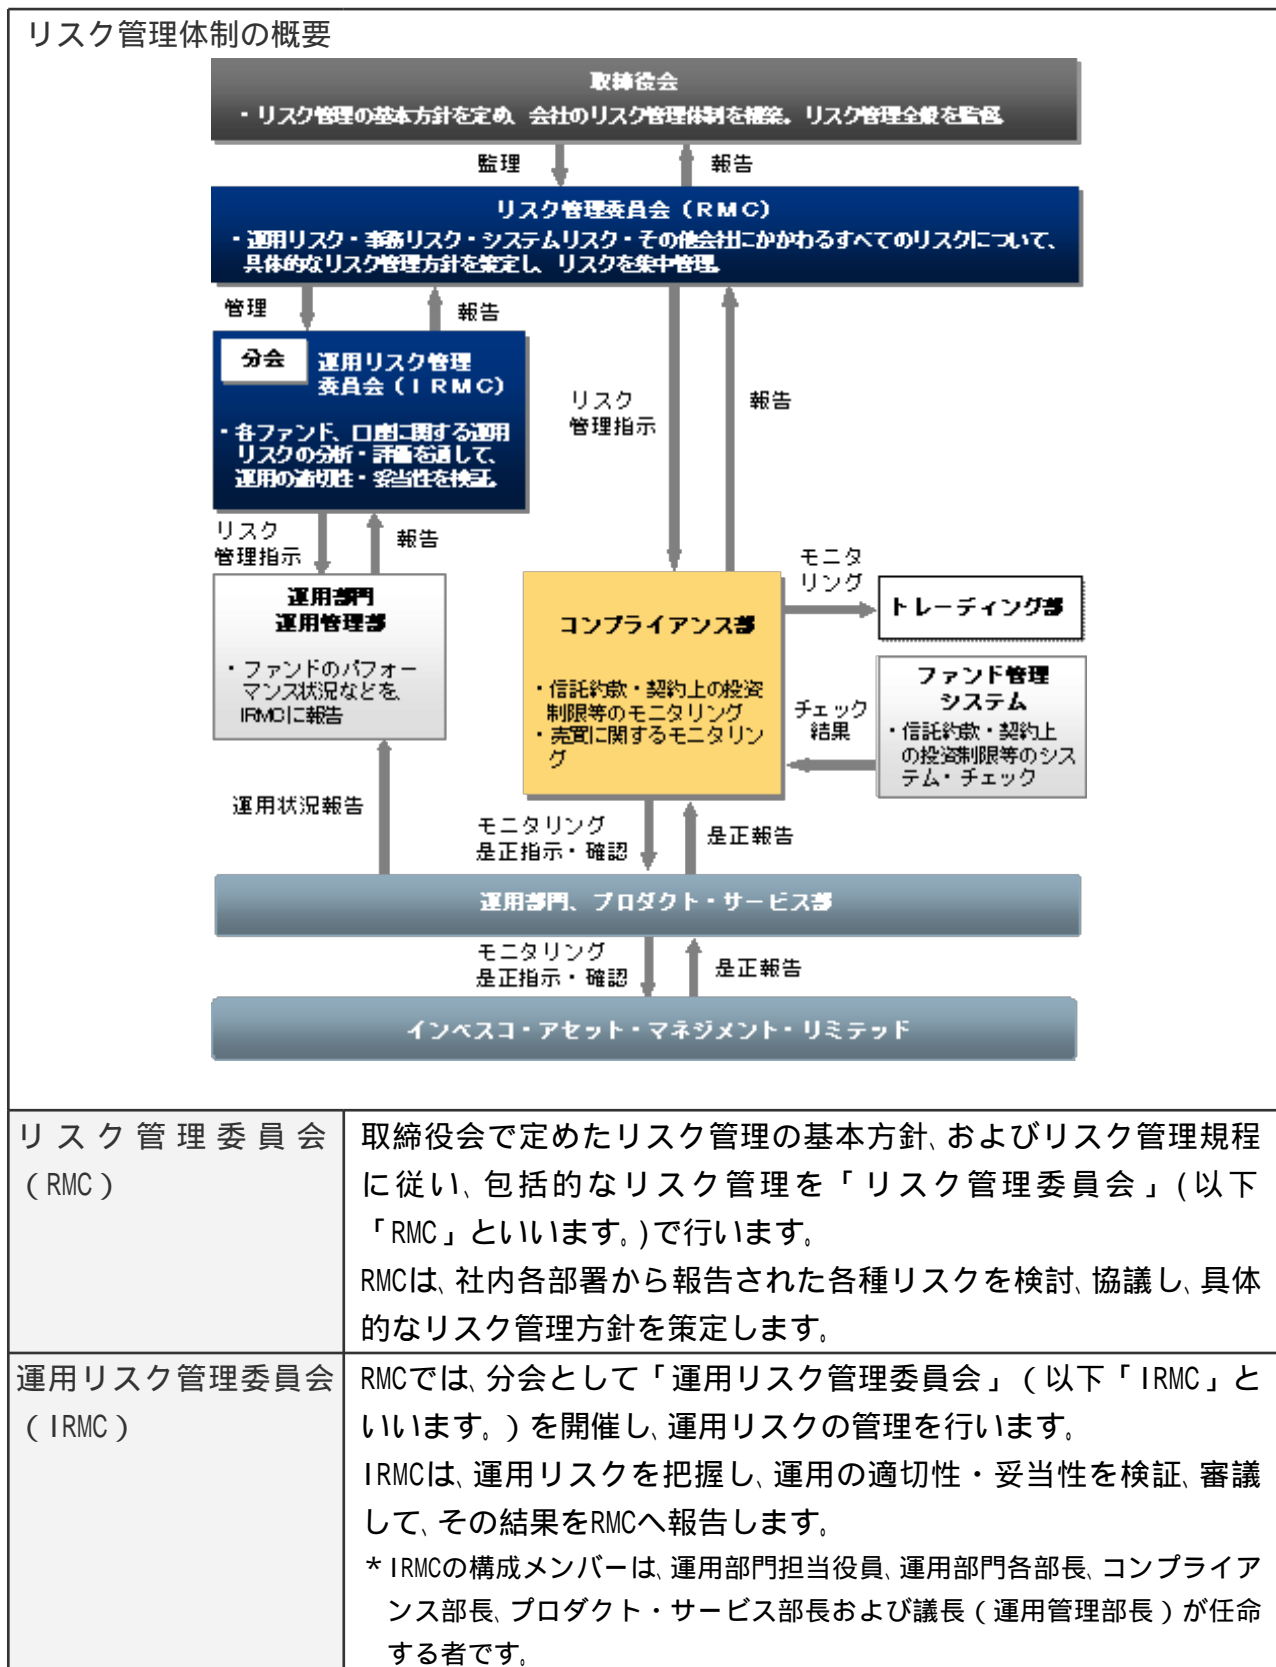 リスク管理体制の概要
取締役会
・リスク管理の基本方針を定め、会社のリスク管理体制を構築。リスク管理全般を監督。
監理
報告
リスク管理委員会（RMC）
・運用リスク・事務リスク・システムリスク・その他会社にかかわるすべてのリスクについて、
具体的なリスク管理方針を策定し、リスクを集中管理。
管理
報告
分会
運用リスク管理
委員会（IRMC）
・各ファンド、口座に関する運用
リスクの分析・評価を通して、
運用の適切性・妥当性を検証。
リスク
管理指示
報告
リスク
管理指示
報告
運用部門
運用管理部
・ファンドのパフォー
マンス状況などを、
IRMCに報告
コンプライアンス部
・信託約款・契約上の投資
制限等のモニタリング
・売買に関するモニタリン
グ
モニタ
リング
トレーディング部
チェック
結果
ファンド管理
システム
・信託約款・契約上
の投資制限等のシス
テム・チェック
運用状況報告
モニタリング
是正指示・確認
是正報告
運用部門、プロダクト・サービス部
モニタリング
是正指示・確認
是正報告
インベスコ・アセット・マネジメント・リミテッド
リスク管理委員会
（RMC）
取締役会で定めたリスク管理の基本方針、およびリスク管理規程
に従い、包括的なリスク管理を「リスク管理委員会」（以下
「RMC」といいます。）で行います。
RMCは、社内各部署から報告された各種リスクを検討、協議し、具体
的なリスク管理方針を策定します。
運用リスク管理委員会
（IRMC）
RMCでは、分会として「運用リスク管理委員会」（以下「IRMC」と
いいます。）を開催し、運用リスクの管理を行います。
IRMCは、運用リスクを把握し、運用の適切性・妥当性を検証、審議
して、その結果をRMCへ報告します。
＊IRMCの構成メンバーは、運用部門担当役員、運用部門各部長、コンプライア
ンス部長、プロダクト・サービス部長および議長（運用管理部長）が任命
する者です。